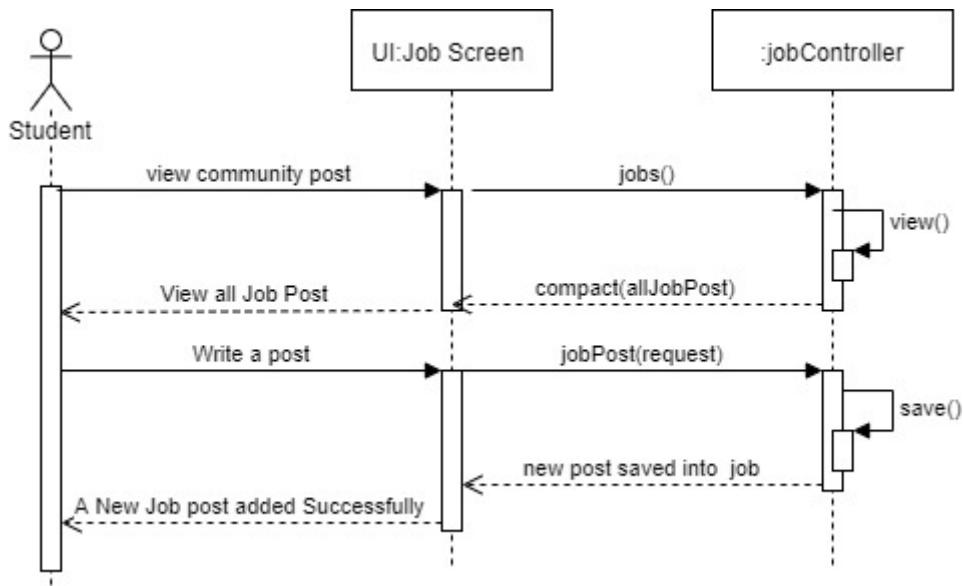 UI:Job Screen
:jobController
Student
view community post
jobs()
view()
View all Job Post
compact(allJobPost)
Write a post
jobPost(request)
save()
new post saved into job
A New Job post added Successfully